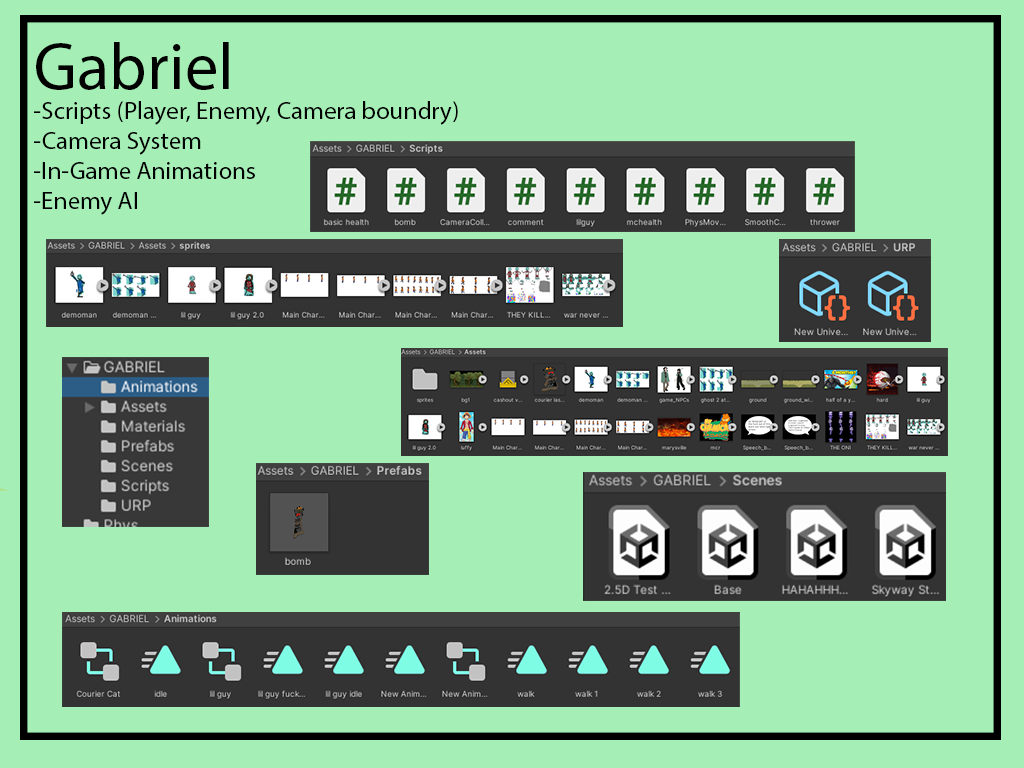 Gabriel
-Scripts (Player, Enemy, Camera boundry)
-Camera System
-In-Game Animations
-Enemy AI
Assets > GABRIEL > Scripts
basic health bomb CameraColl... comment lilguy mchealth PhysMov... SmoothC... thrower
Assets > GABRIEL > Assets > sprites
demoman demoman ... lil guy lil guy 2.0 Main Char... Main Char... Main Char... Main Char... THEY KILL... war never ...
Assets > GABRIEL > URP
New Unive... New Unive...
GABRIEL
Animations
Assets
Materials
Prefabs
Scenes
Scripts
URP
Phys
Assets > GABRIEL > Assets
sprites bg1 cashout v... courier ias... demoman demoman ... game_NPCs ghost 2 at... ground ground_wi... half of a y... hard lil guy
lil guy 2.0 luffy Main Char... Main Char... Main Char... Main Char... marysville mcr Speech_b... Speech_b... THE ONI THEY KILL... war never ...
Assets > GABRIEL > Prefabs
bomb
Assets > GABRIEL > Scenes
2.5D Test ... Base HAHAHHH... Skyway St...
Assets > GABRIEL > Animations
Courier Cat idle lil guy lil guy fuck... lil guy idle New Anim... New Anim... walk walk 1 walk 2 walk 3